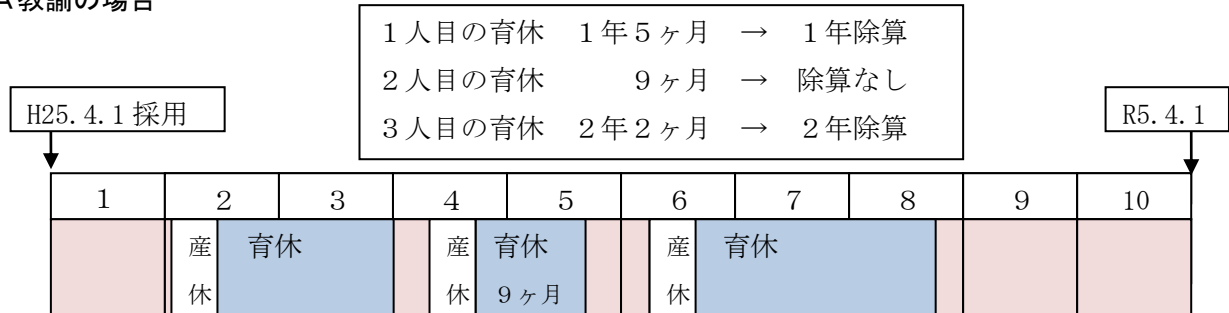 A教諭の場合
1人目の育休 1年5ヶ月 → 1年除算
2人目の育休 9ヶ月 → 除算なし
3人目の育休 2年2ヶ月 → 2年除算
H25.4.1採用
R5.4.1
1 2 3 4 5 6 7 8 9 10
産休
育休
産休
育休
9ヶ月
産休
育休